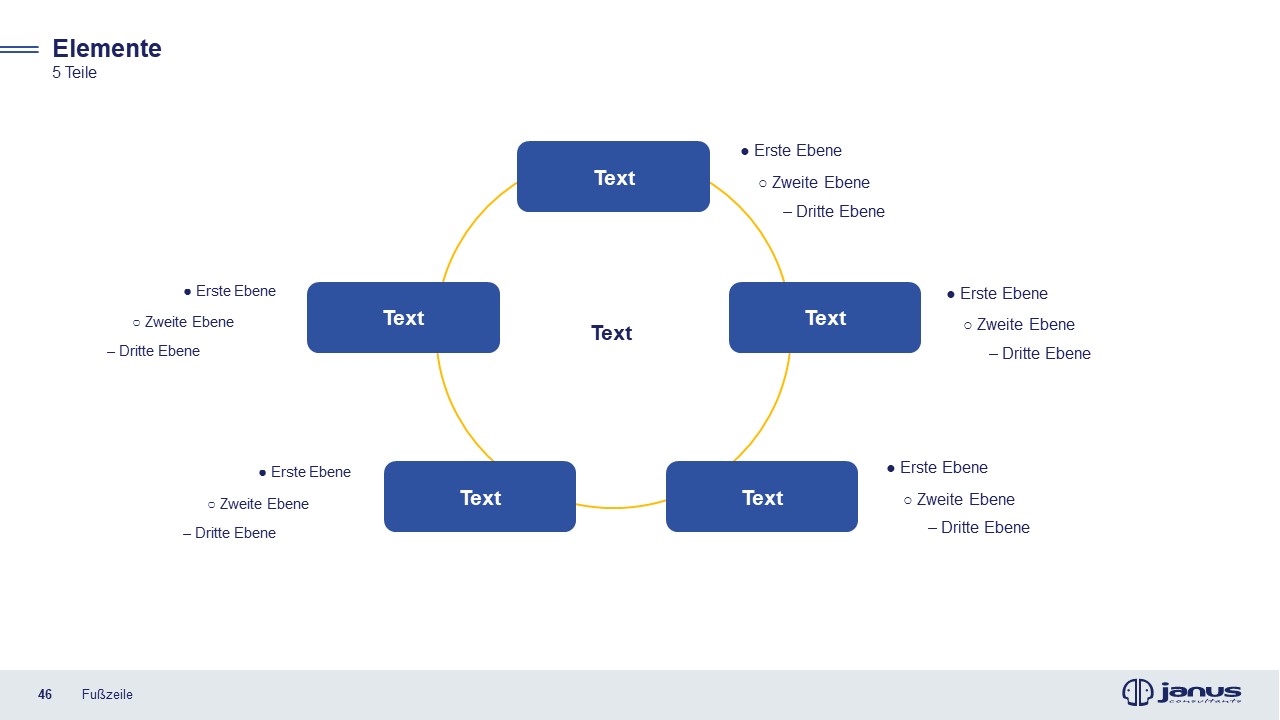 Elemente
5 Teile
Text
● Erste Ebene
○ Zweite Ebene
– Dritte Ebene
● Erste Ebene
○ Zweite Ebene
– Dritte Ebene
Text
Text
Text
● Erste Ebene
○ Zweite Ebene
– Dritte Ebene
● Erste Ebene
○ Zweite Ebene
– Dritte Ebene
Text
Text
● Erste Ebene
○ Zweite Ebene
– Dritte Ebene
46 Fußzeile
janus
consultants